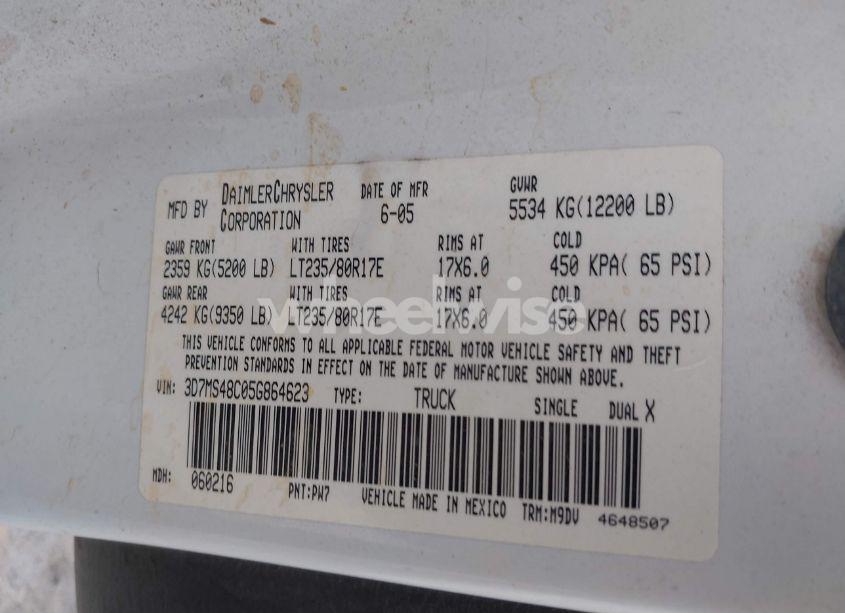 MFD BY DAIMLERCHRYSLER CORPORATION DATE OF MFR 6-05 GVWR 5534 KG(12200 LB)
GAWR FRONT WITH TIRES RIMS AT COLD
2359 KG(5200 LB) LT235/80R17E 17X6.0 450 KPA( 65 PSI)
GAWR REAR WITH TIRES RIMS AT COLD
4242 KG(9350 LB) LT235/80R17E 17X6.0 450 KPA( 65 PSI)
wheelwise
THIS VEHICLE CONFORMS TO ALL APPLICABLE FEDERAL MOTOR VEHICLE SAFETY AND THEFT
PREVENTION STANDARDS IN EFFECT ON THE DATE OF MANUFACTURE SHOWN ABOVE.
VIN: 3D7MS48C05G864623 TYPE: TRUCK SINGLE DUAL X
MDH: 060216 PNT:PW7 VEHICLE MADE IN MEXICO TRM:M9DV 4648507